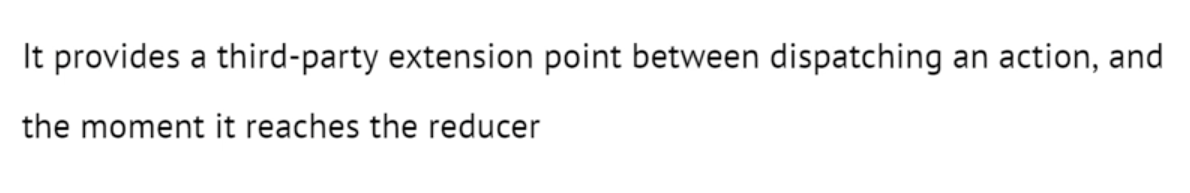 It provides a third-party extension point between dispatching an action, and
the moment it reaches the reducer